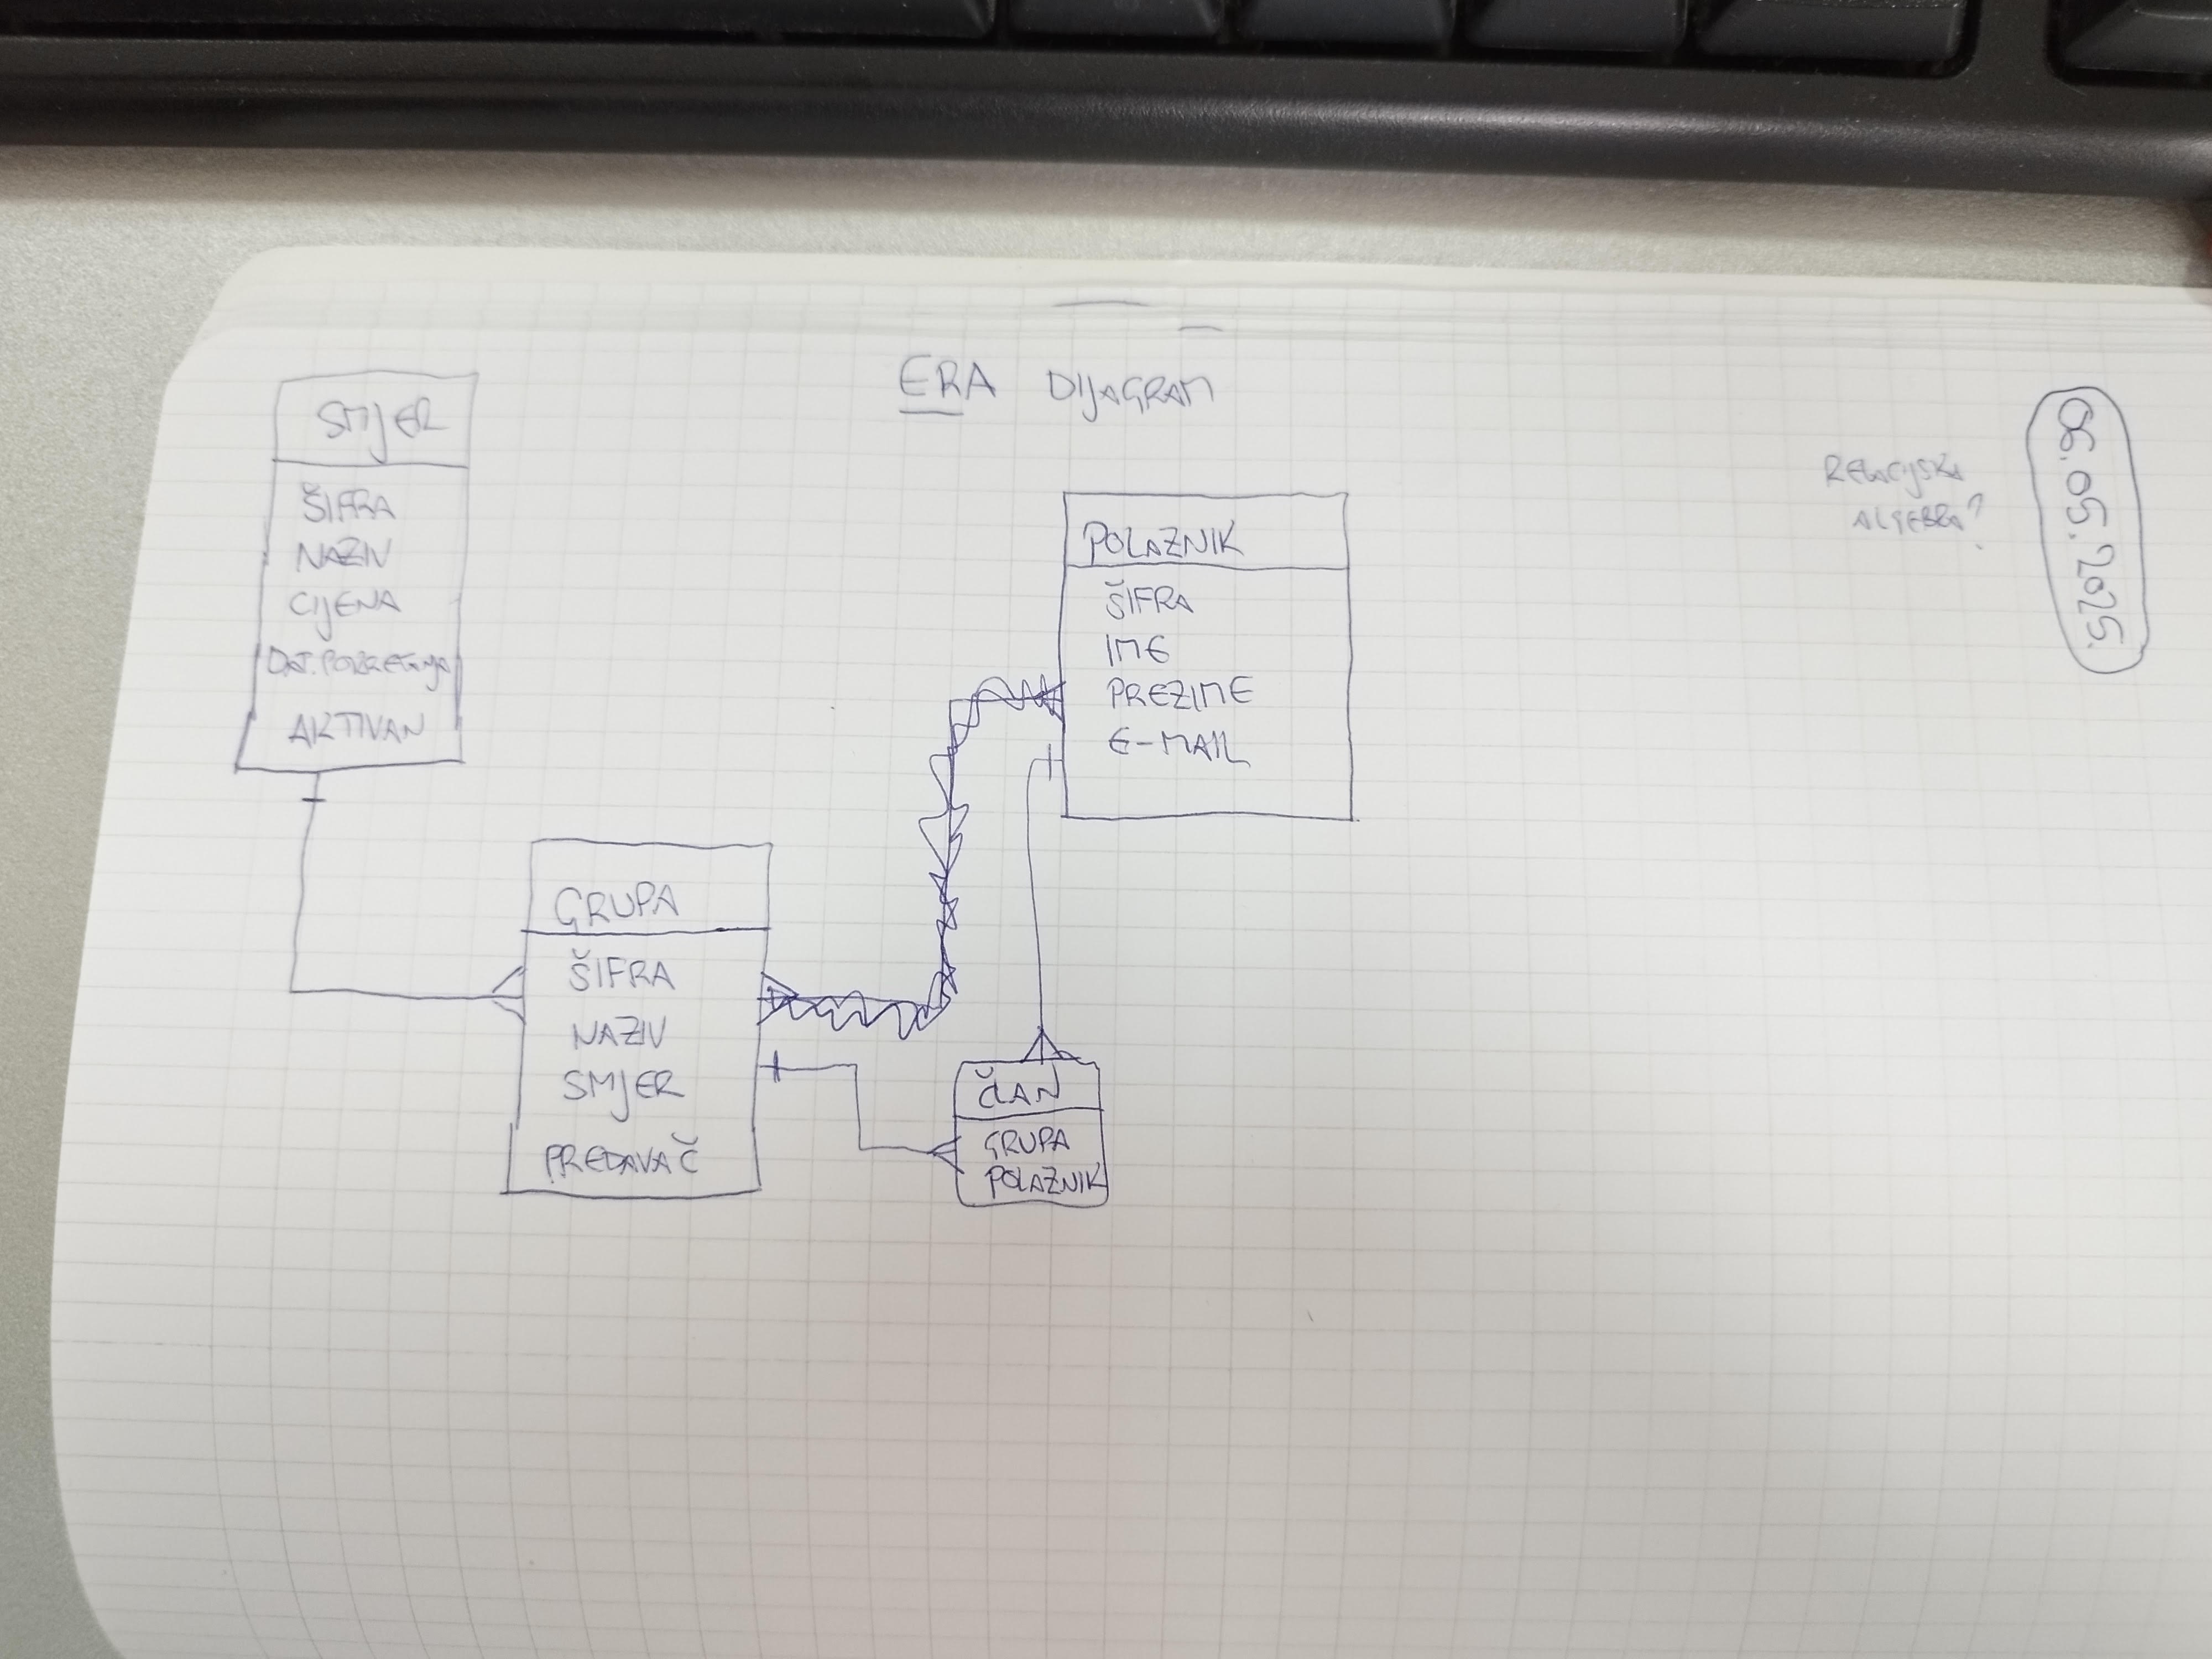 ERA DIJAGRAM
06.05.2025.
RELACIJSKA
ALGEBRA?
SMJER
ŠIFRA
NAZIV
CIJENA
DAT. POKRETANJA
AKTIVAN
POLAZNIK
ŠIFRA
IME
PREZIME
E-MAIL
GRUPA
ŠIFRA
NAZIV
SMJER
PREDAVAČ
ČLAN
GRUPA
POLAZNIK